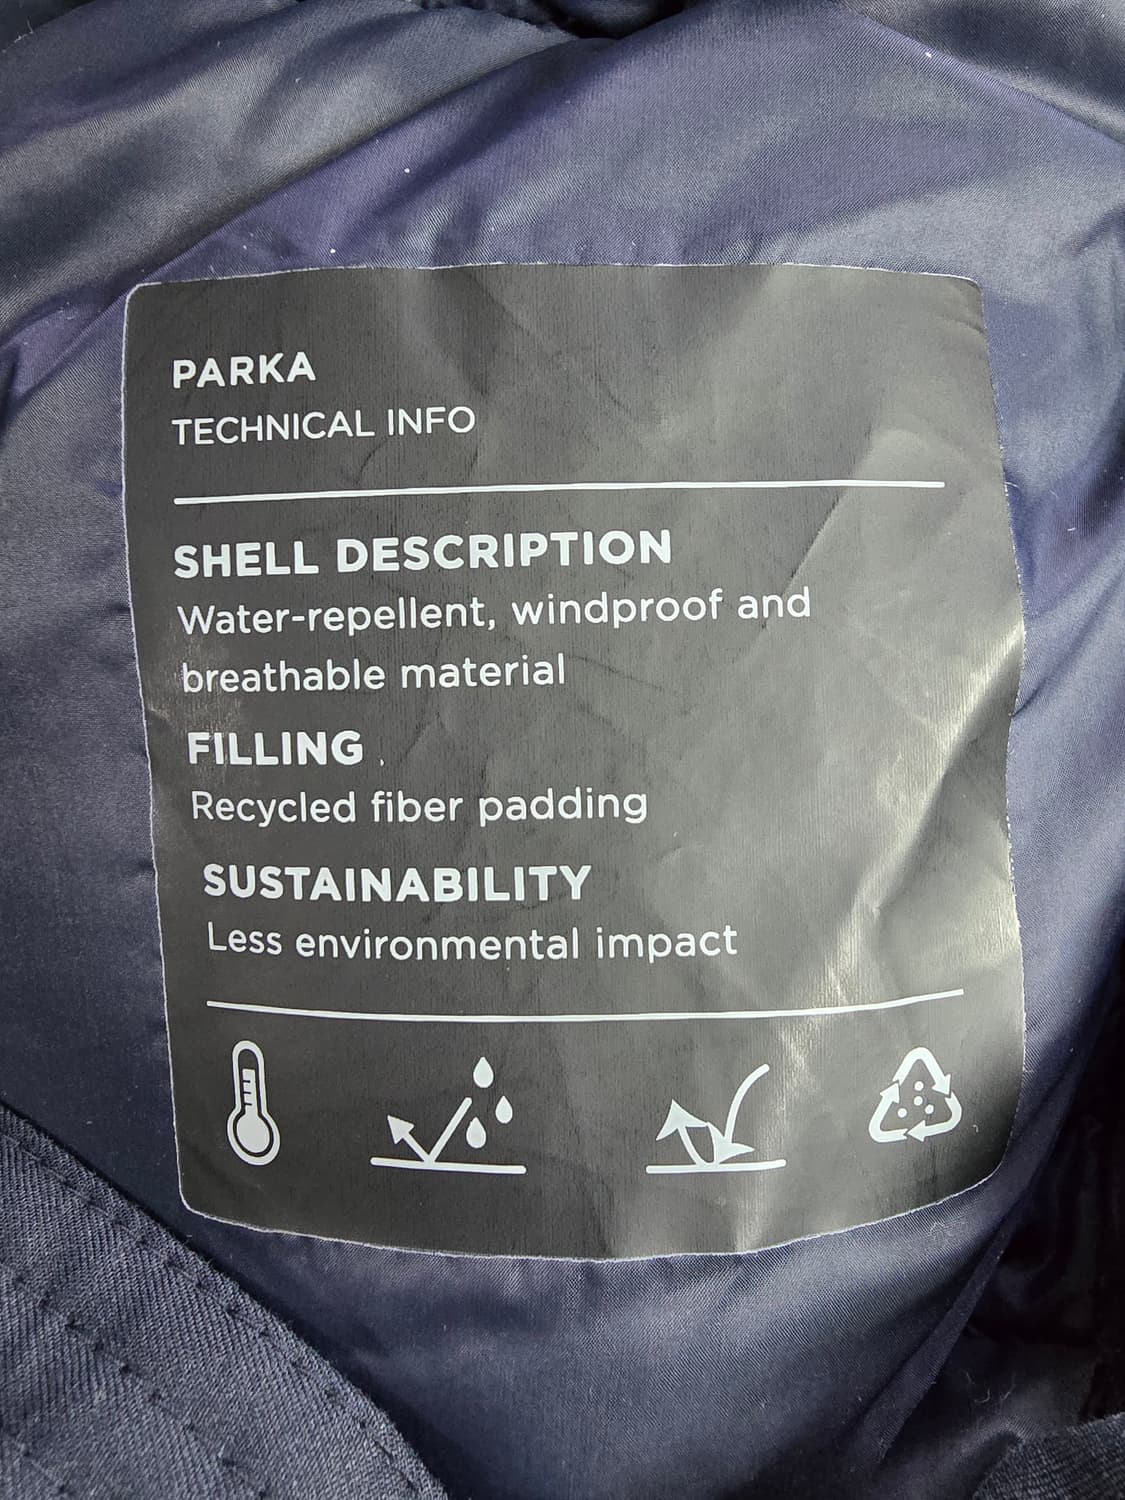 PARKA
TECHNICAL INFO
SHELL DESCRIPTION
Water-repellent, windproof and
breathable material
FILLING
Recycled fiber padding
SUSTAINABILITY
Less environmental impact